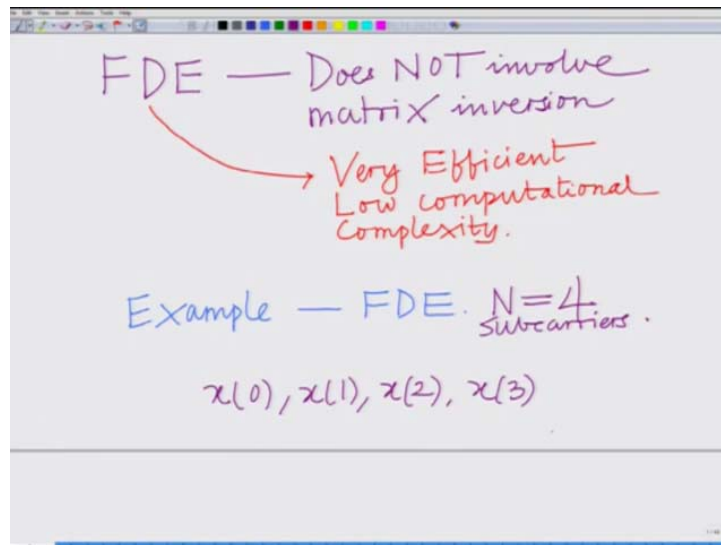 FDE — Does NOT involve
matrix inversion
Very Efficient
Low computational
Complexity.
Example — FDE. N=4
subcarriers.
x(0), x(1), x(2), x(3)